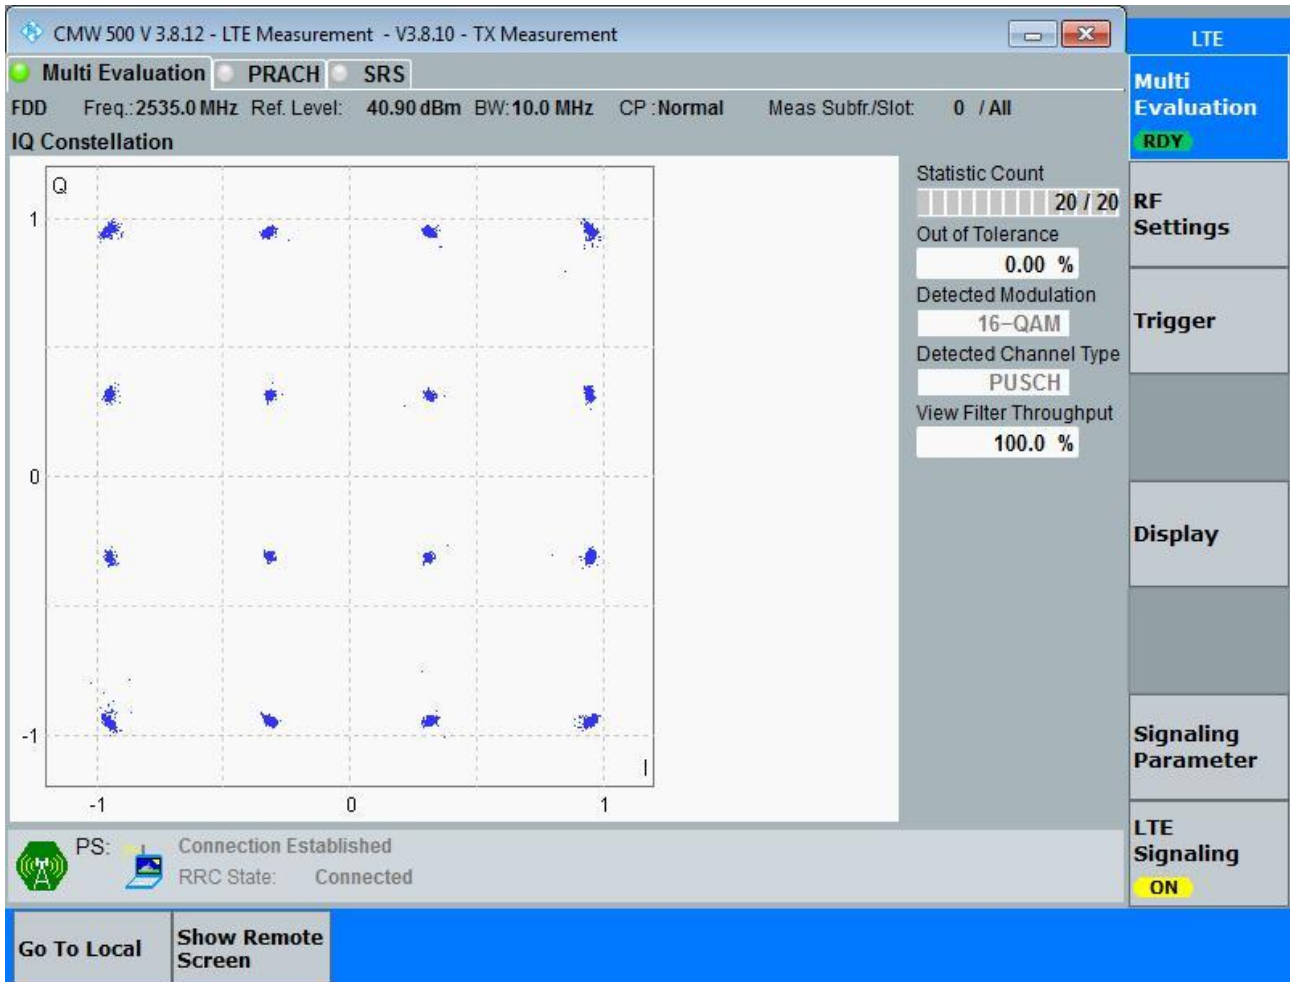 CMW 500 V 3.8.12 - LTE Measurement - V3.8.10 - TX Measurement
LTE
Multi Evaluation PRACH SRS
FDD Freq.: 2535.0 MHz Ref. Level: 40.90 dBm BW: 10.0 MHz CP : Normal Meas Subfr./Slot: 0 / All
IQ Constellation
Q
1
0
-1
I
-1 0 1
Statistic Count
20 / 20
Out of Tolerance
0.00 %
Detected Modulation
16-QAM
Detected Channel Type
PUSCH
View Filter Throughput
100.0 %
Multi
Evaluation
RDY
RF
Settings
Trigger
Display
Signaling
Parameter
LTE
Signaling
ON
PS: Connection Established
RRC State: Connected
Go To Local
Show Remote
Screen